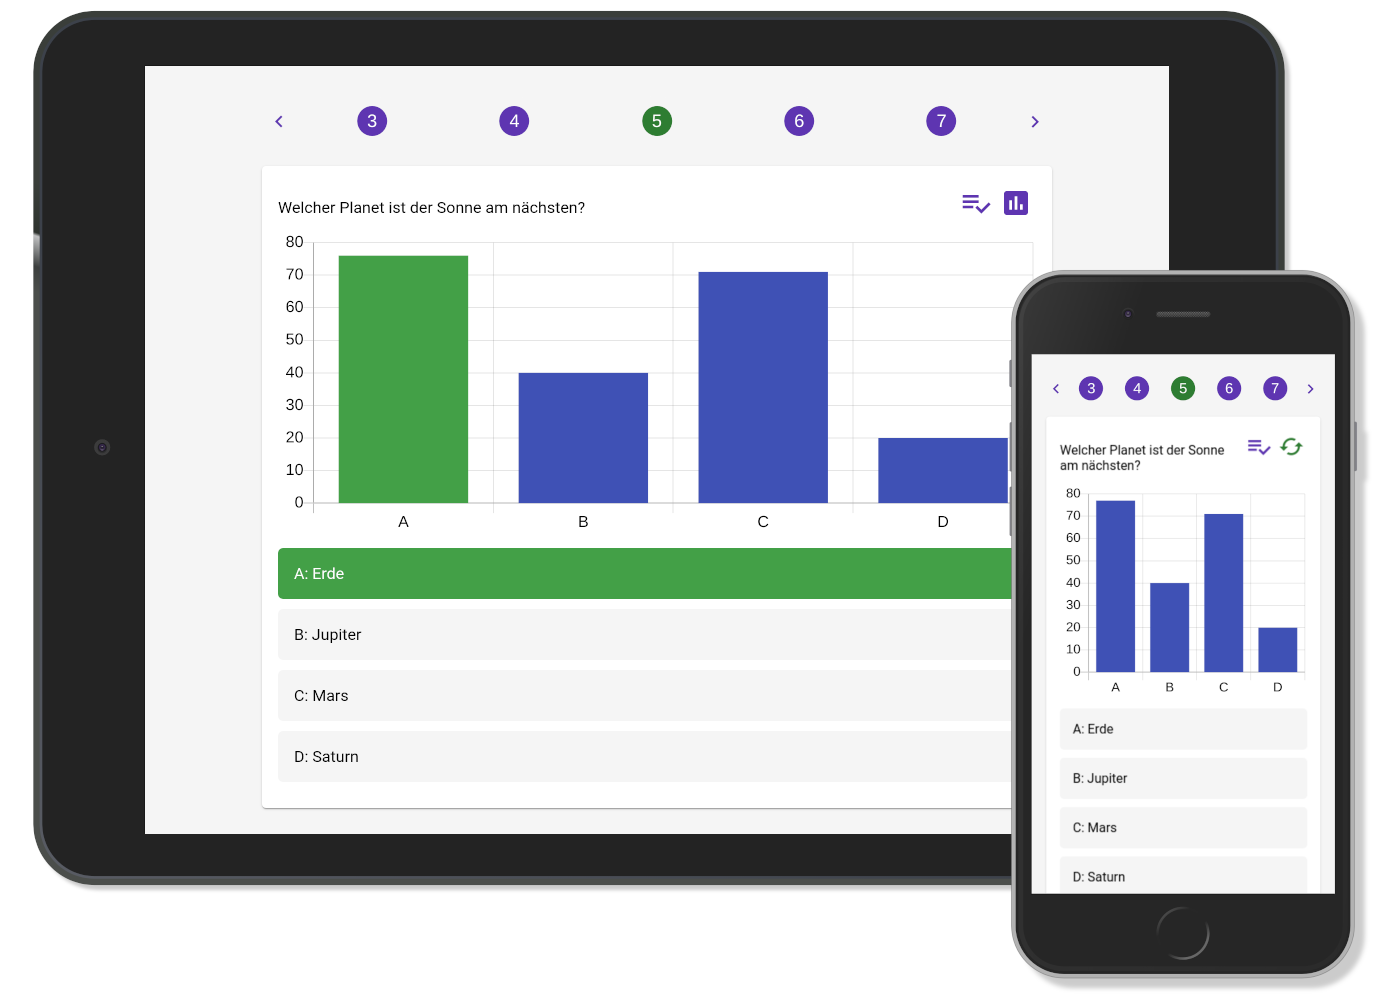 3 4 5 6 7
Welcher Planet ist der Sonne am nächsten?
80
70
60
50
40
30
20
10
0
A B C D
A: Erde
B: Jupiter
C: Mars
D: Saturn
3 4 5 6 7
Welcher Planet ist der Sonne
am nächsten?
80
70
60
50
40
30
20
10
0
A B C D
A: Erde
B: Jupiter
C: Mars
D: Saturn